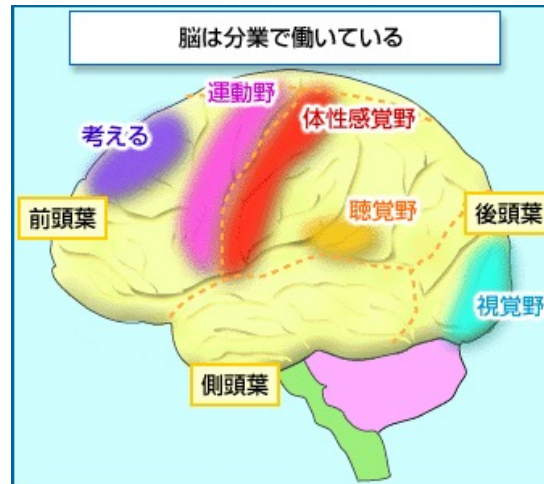 脳は分業で働いている
運動野
体性感覚野
考える
前頭葉
聴覚野
後頭葉
視覚野
側頭葉